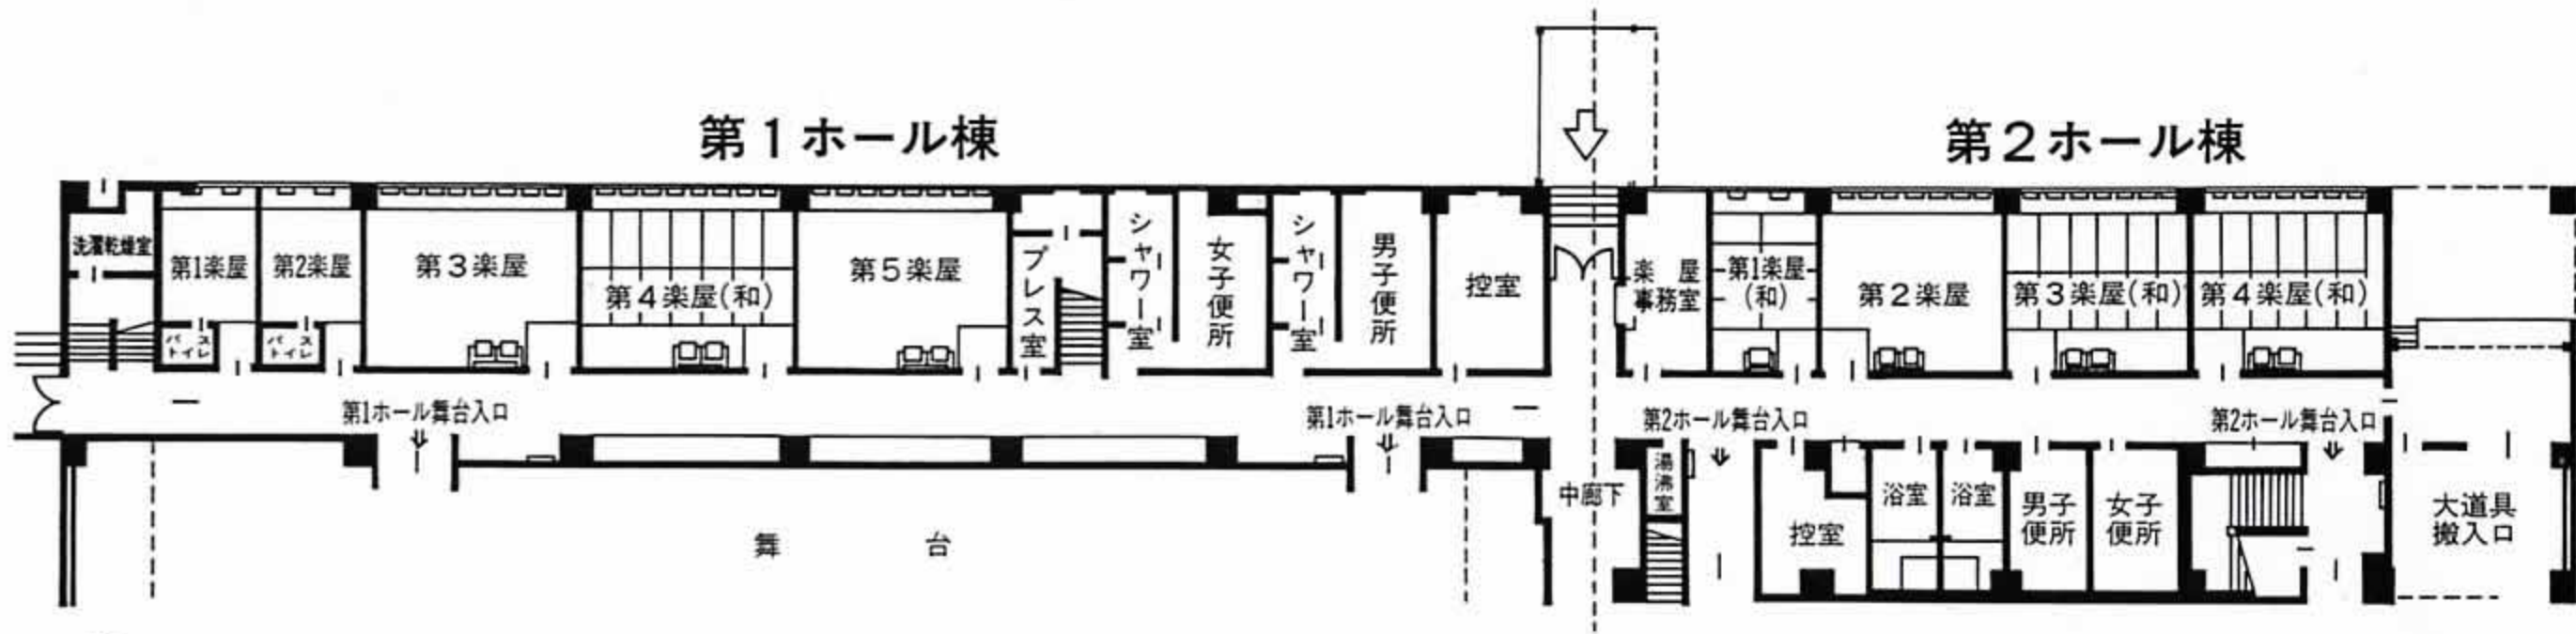 第1ホール棟
第2ホール棟
洗濯乾燥室
第1楽屋
バス
トイレ
第2楽屋
バス
トイレ
第3楽屋
第4楽屋(和)
第5楽屋
プレス室
シャワー室
女子便所
シャワー室
男子便所
控室
楽屋
事務室
第1楽屋
(和)
第2楽屋
第3楽屋(和)
第4楽屋(和)
第1ホール舞台入口
第1ホール舞台入口
第2ホール舞台入口
第2ホール舞台入口
舞台
中廊下
湯沸室
控室
浴室
浴室
男子
便所
女子
便所
大道具
搬入口